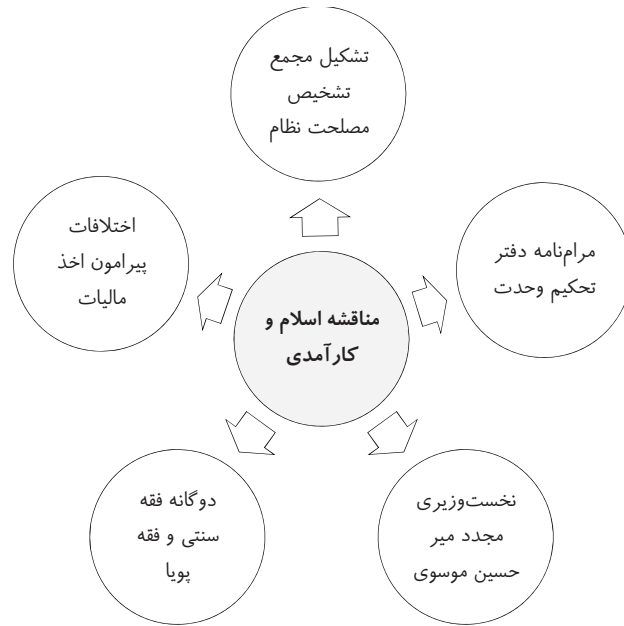 تشکیل مجمع
تشخیص
مصلحت نظام
مرام‌نامه دفتر
تحکیم وحدت
نخست‌وزیری
مجدد میر
حسین موسوی
دوگانه فقه
سنتی و فقه
پویا
اختلافات
پیرامون اخذ
مالیات
مناقشه اسلام و
کارآمدی